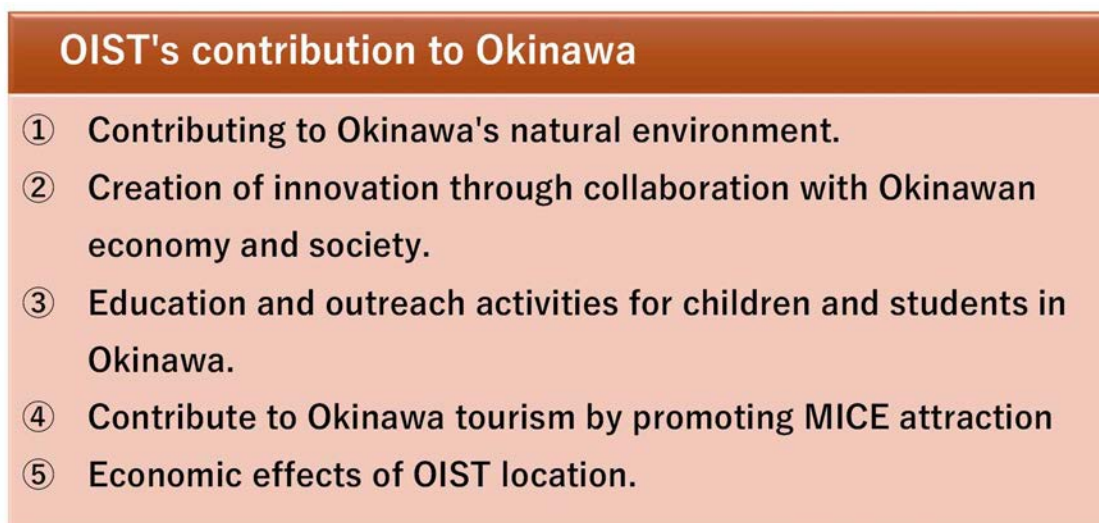 OIST's contribution to Okinawa
① Contributing to Okinawa's natural environment.
② Creation of innovation through collaboration with Okinawan
economy and society.
③ Education and outreach activities for children and students in
Okinawa.
④ Contribute to Okinawa tourism by promoting MICE attraction
⑤ Economic effects of OIST location.